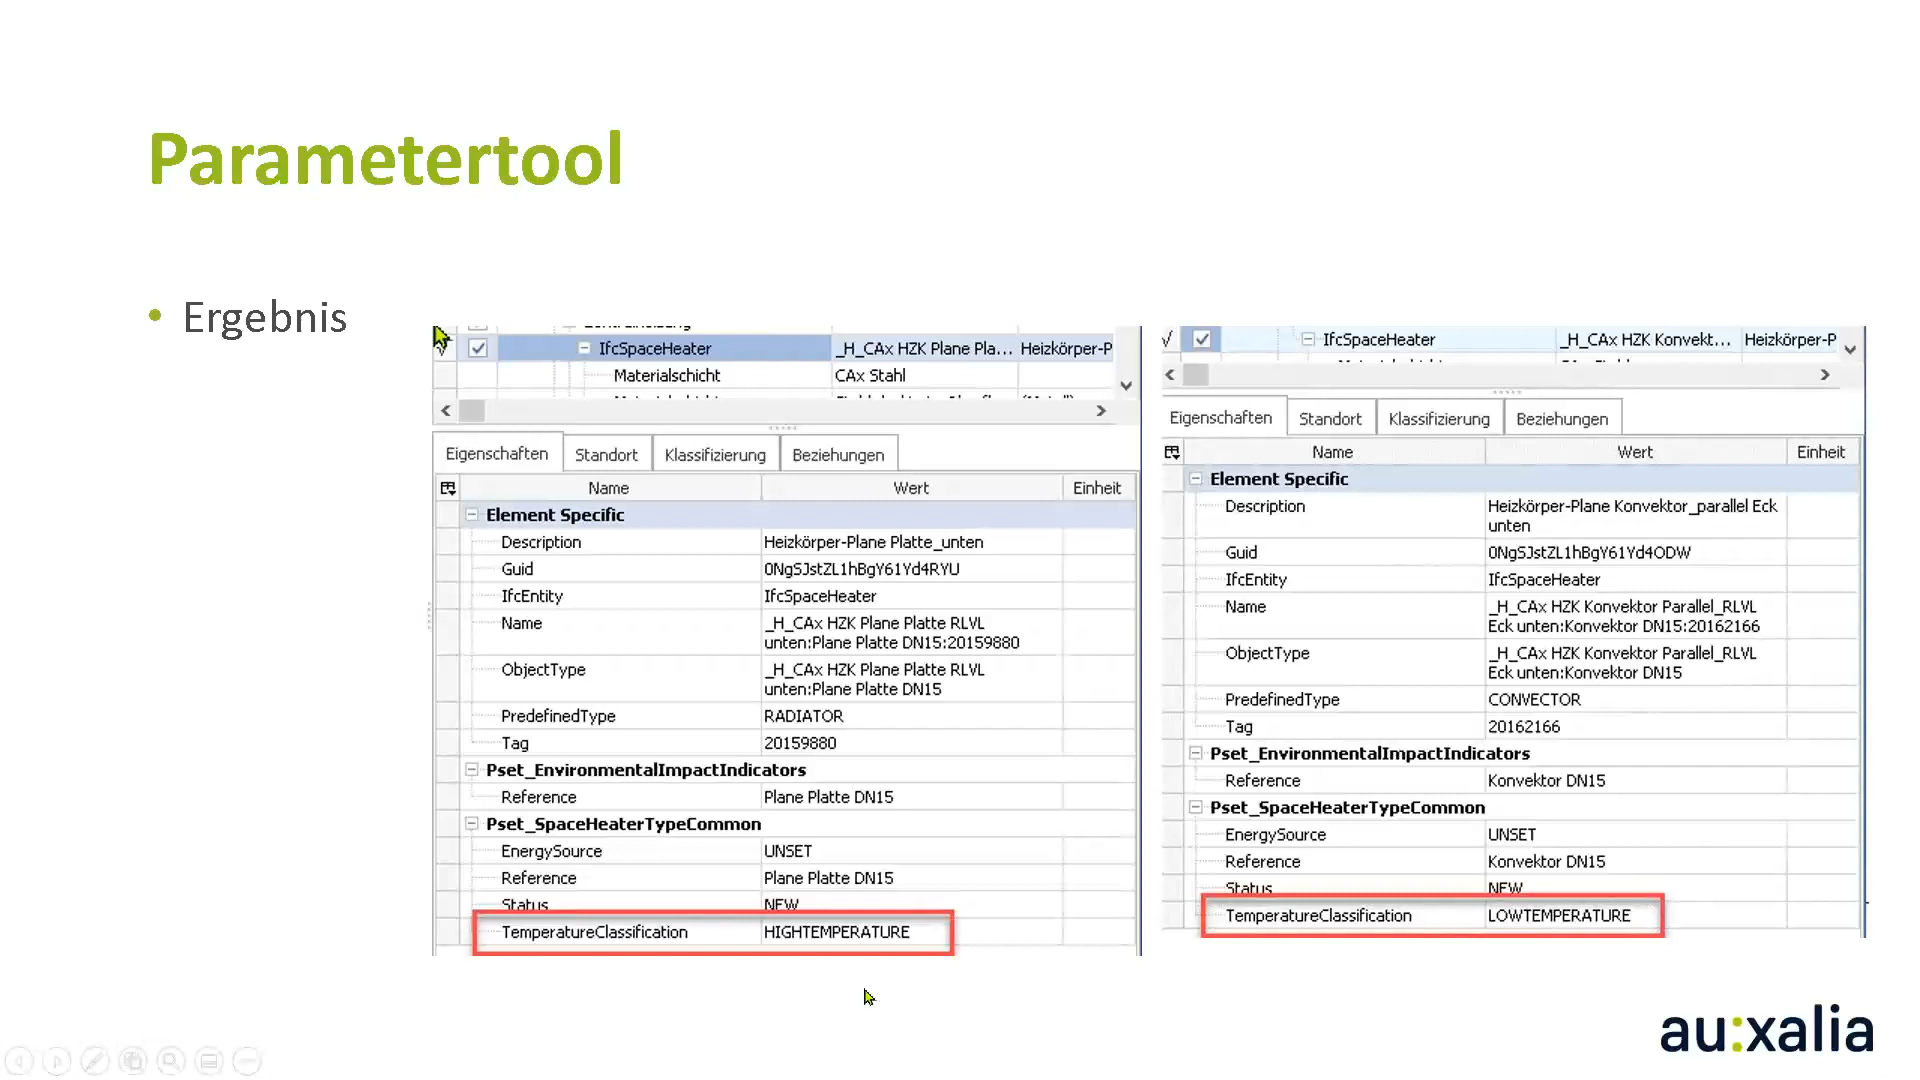 Parametertool
• Ergebnis
IfcSpaceHeater _H_CAx HZK Plane Pla... Heizkörper-P
Materialschicht CAx Stahl
Eigenschaften Standort Klassifizierung Beziehungen
Name Wert Einheit
Element Specific
Description Heizkörper-Plane Platte_unten
Guid 0NgSJstZL1hBgY61Yd4RYU
IfcEntity IfcSpaceHeater
Name _H_CAx HZK Plane Platte RLVL
unten:Plane Platte DN15:20159880
ObjectType _H_CAx HZK Plane Platte RLVL
unten:Plane Platte DN15
PredefinedType RADIATOR
Tag 20159880
Pset_EnvironmentalImpactIndicators
Reference Plane Platte DN15
Pset_SpaceHeaterTypeCommon
EnergySource UNSET
Reference Plane Platte DN15
Status NEW
TemperatureClassification HIGHTEMPERATURE
IfcSpaceHeater _H_CAx HZK Konvekt... Heizkörper-P
Eigenschaften Standort Klassifizierung Beziehungen
Name Wert Einheit
Element Specific
Description Heizkörper-Plane Konvektor_parallel Eck
unten
Guid 0NgSJstZL1hBgY61Yd4ODW
IfcEntity IfcSpaceHeater
Name _H_CAx HZK Konvektor Parallel_RLVL
Eck unten:Konvektor DN15:20162166
ObjectType _H_CAx HZK Konvektor Parallel_RLVL
Eck unten:Konvektor DN15
PredefinedType CONVECTOR
Tag 20162166
Pset_EnvironmentalImpactIndicators
Reference Konvektor DN15
Pset_SpaceHeaterTypeCommon
EnergySource UNSET
Reference Konvektor DN15
Status NEW
TemperatureClassification LOWTEMPERATURE
au:xalia